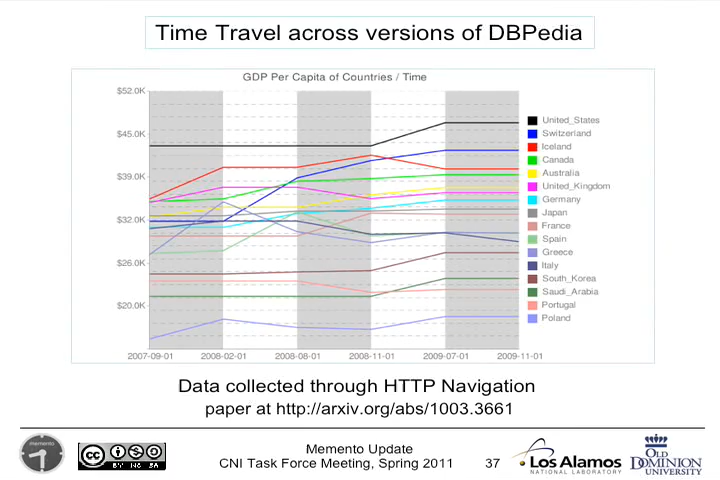 Time Travel across versions of DBPedia
GDP Per Capita of Countries / Time
$52.0K
$45.0K
$39.0K
$32.0K
$26.0K
$20.0K
2007-09-01
2008-02-01
2008-08-01
2008-11-01
2009-07-01
2009-11-01
United_States
Switzerland
Iceland
Canada
Australia
United_Kingdom
Germany
Japan
France
Spain
Greece
Italy
South_Korea
Saudi_Arabia
Portugal
Poland
Data collected through HTTP Navigation
paper at http://arxiv.org/abs/1003.3661
memento
cc
BY NC SA
Memento Update
CNI Task Force Meeting, Spring 2011
37
Los Alamos
NATIONAL LABORATORY
OLD
DOMINION
UNIVERSITY